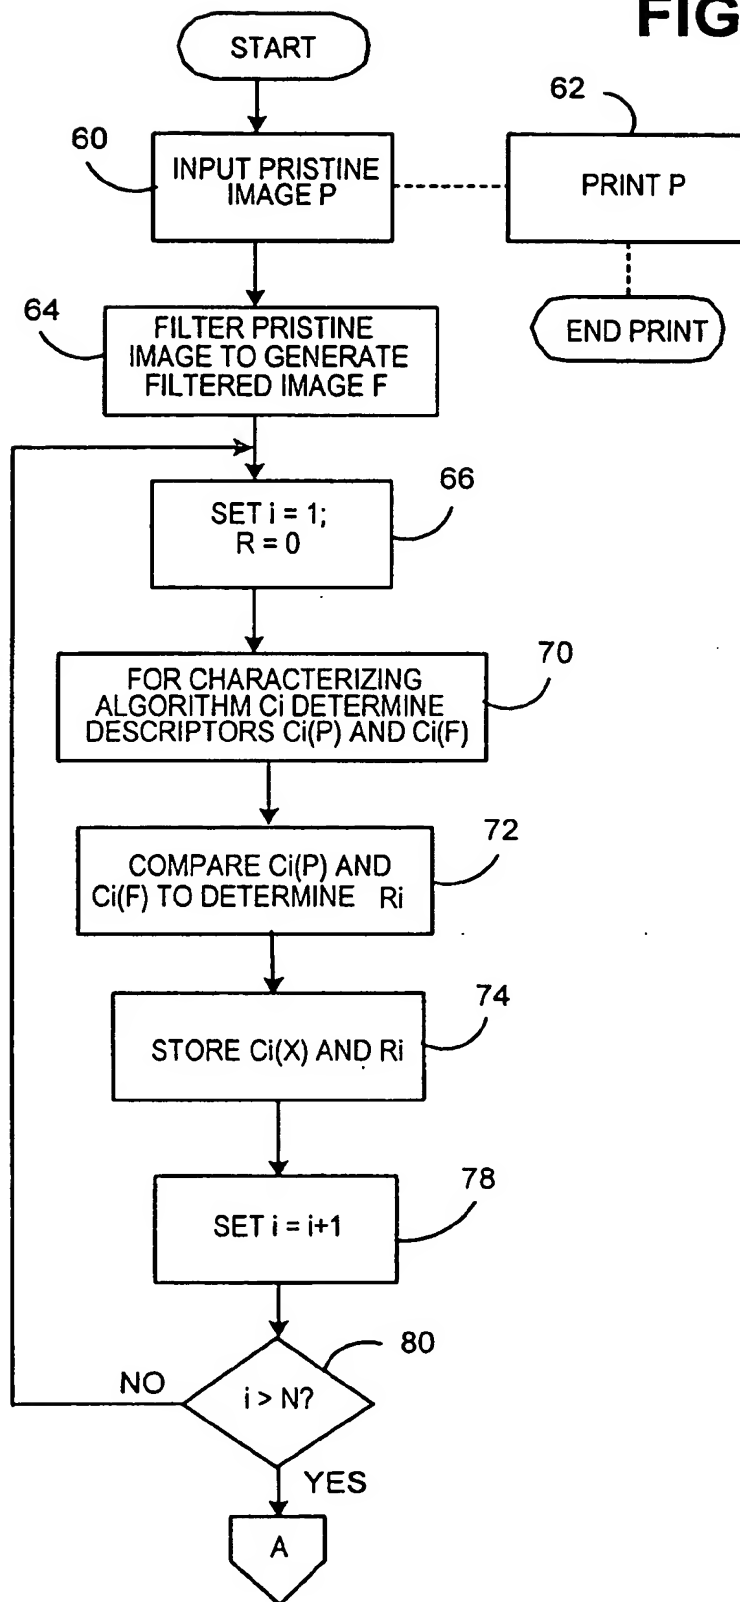 FIG
START
62
60
INPUT PRISTINE
IMAGE P
PRINT P
64
FILTER PRISTINE
IMAGE TO GENERATE
FILTERED IMAGE F
END PRINT
66
SET i = 1;
R = 0
70
FOR CHARACTERIZING
ALGORITHM Ci DETERMINE
DESCRIPTORS Ci(P) AND Ci(F)
72
COMPARE Ci(P) AND
Ci(F) TO DETERMINE Ri
74
STORE Ci(X) AND Ri
78
SET i = i+1
80
NO
i > N?
YES
A